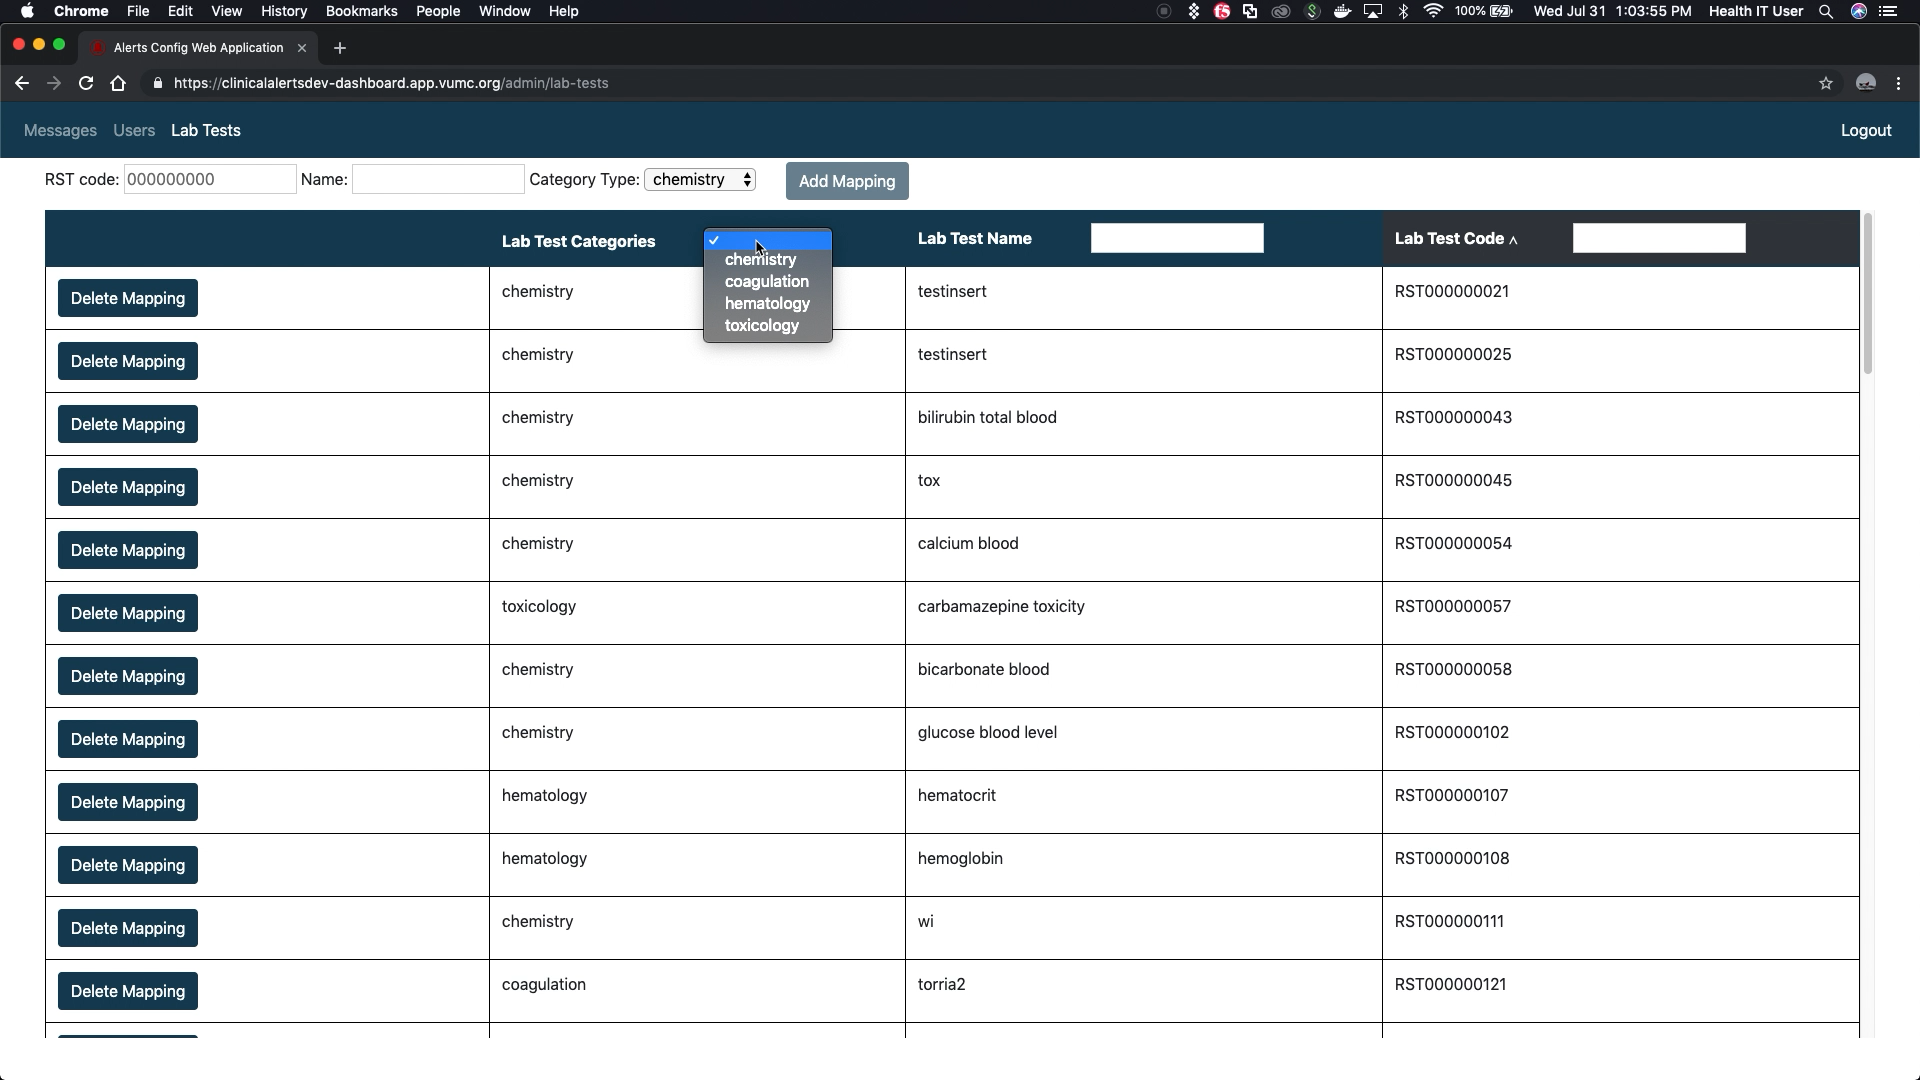 Chrome File Edit View History Bookmarks People Window Help 100% Wed Jul 31 1:03:55 PM Health IT User
Alerts Config Web Application
https://clinicalalertsdev-dashboard.app.vumc.org/admin/lab-tests
Messages Users Lab Tests Logout
RST code: 000000000 Name: Category Type: chemistry Add Mapping
Lab Test Categories Lab Test Name Lab Test Code ^
chemistry
coagulation
hematology
toxicology
Delete Mapping chemistry testinsert RST000000021
Delete Mapping chemistry testinsert RST000000025
Delete Mapping chemistry bilirubin total blood RST000000043
Delete Mapping chemistry tox RST000000045
Delete Mapping chemistry calcium blood RST000000054
Delete Mapping toxicology carbamazepine toxicity RST000000057
Delete Mapping chemistry bicarbonate blood RST000000058
Delete Mapping chemistry glucose blood level RST000000102
Delete Mapping hematology hematocrit RST000000107
Delete Mapping hematology hemoglobin RST000000108
Delete Mapping chemistry wi RST000000111
Delete Mapping coagulation torria2 RST000000121